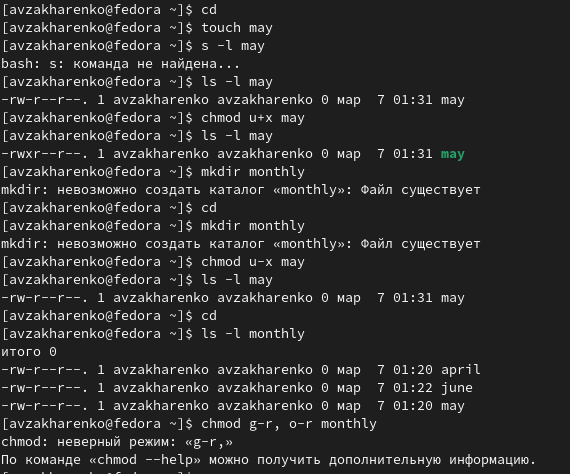 [avzakharenko@fedora ~]$ cd
[avzakharenko@fedora ~]$ touch may
[avzakharenko@fedora ~]$ s -l may
bash: s: команда не найдена...
[avzakharenko@fedora ~]$ ls -l may
-rw-r--r--. 1 avzakharenko avzakharenko 0 мар  7 01:31 may
[avzakharenko@fedora ~]$ chmod u+x may
[avzakharenko@fedora ~]$ ls -l may
-rwxr--r--. 1 avzakharenko avzakharenko 0 мар  7 01:31 may
[avzakharenko@fedora ~]$ mkdir monthly
mkdir: невозможно создать каталог «monthly»: Файл существует
[avzakharenko@fedora ~]$ cd
[avzakharenko@fedora ~]$ mkdir monthly
mkdir: невозможно создать каталог «monthly»: Файл существует
[avzakharenko@fedora ~]$ chmod u-x may
[avzakharenko@fedora ~]$ ls -l may
-rw-r--r--. 1 avzakharenko avzakharenko 0 мар  7 01:31 may
[avzakharenko@fedora ~]$ cd
[avzakharenko@fedora ~]$ ls -l monthly
итого 0
-rw-r--r--. 1 avzakharenko avzakharenko 0 мар  7 01:20 april
-rw-r--r--. 1 avzakharenko avzakharenko 0 мар  7 01:22 june
-rw-r--r--. 1 avzakharenko avzakharenko 0 мар  7 01:20 may
[avzakharenko@fedora ~]$ chmod g-r, o-r monthly
chmod: неверный режим: «g-r,»
По команде «chmod --help» можно получить дополнительную информацию.